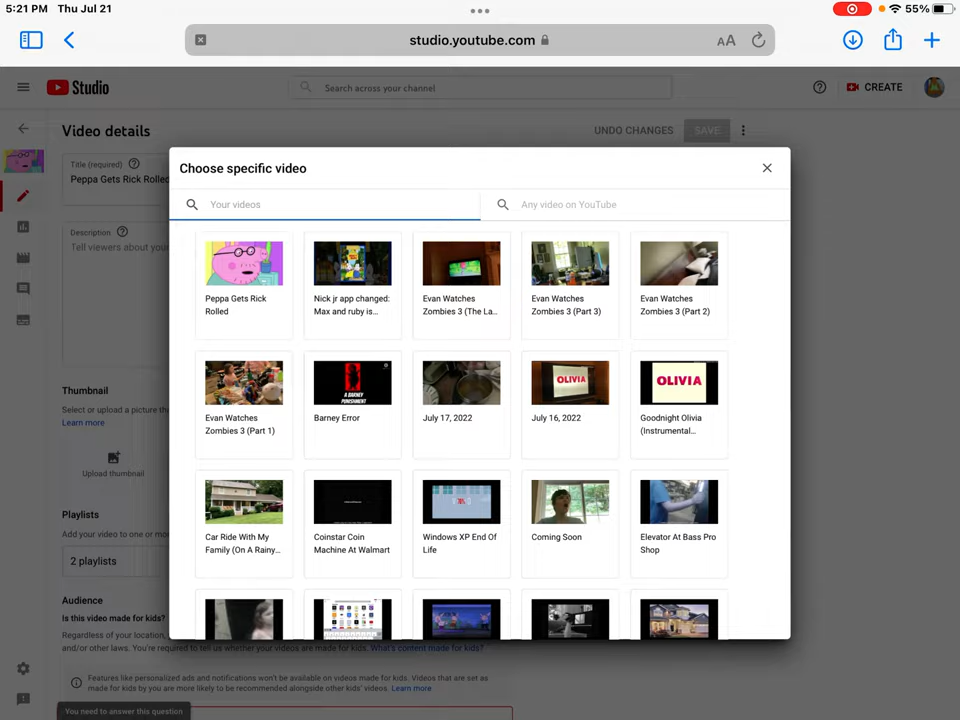 5:21 PM Thu Jul 21
55%
studio.youtube.com
AA
Studio
Search across your channel
CREATE
Video details
UNDO CHANGES
SAVE
Title (required)
Peppa Gets Rick Rolled
Description
Tell viewers about your
Thumbnail
Select or upload a picture th
Learn more
Upload thumbnail
Playlists
Add your video to one or mo
2 playlists
Audience
Is this video made for kids?
Regardless of your location,
and/or other laws. You're required to tell us whether your videos are made for kids. What's content made for kids?
Features like personalized ads and notifications won't be available on videos made for kids. Videos that are set as
made for kids by you are more likely to be recommended alongside other kids' videos. Learn more
You need to answer this question
Choose specific video
Your videos
Any video on YouTube
Peppa Gets Rick
Rolled
Nick jr app changed:
Max and ruby is...
Evan Watches
Zombies 3 (The La...
Evan Watches
Zombies 3 (Part 3)
Evan Watches
Zombies 3 (Part 2)
Evan Watches
Zombies 3 (Part 1)
A BARNEY
PUNISHMENT
Barney Error
July 17, 2022
OLIVIA
July 16, 2022
OLIVIA
Goodnight Olivia
(Instrumental...
Car Ride With My
Family (On A Rainy...
Coinstar Coin
Machine At Walmart
Windows XP End Of
Life
Coming Soon
Elevator At Bass Pro
Shop